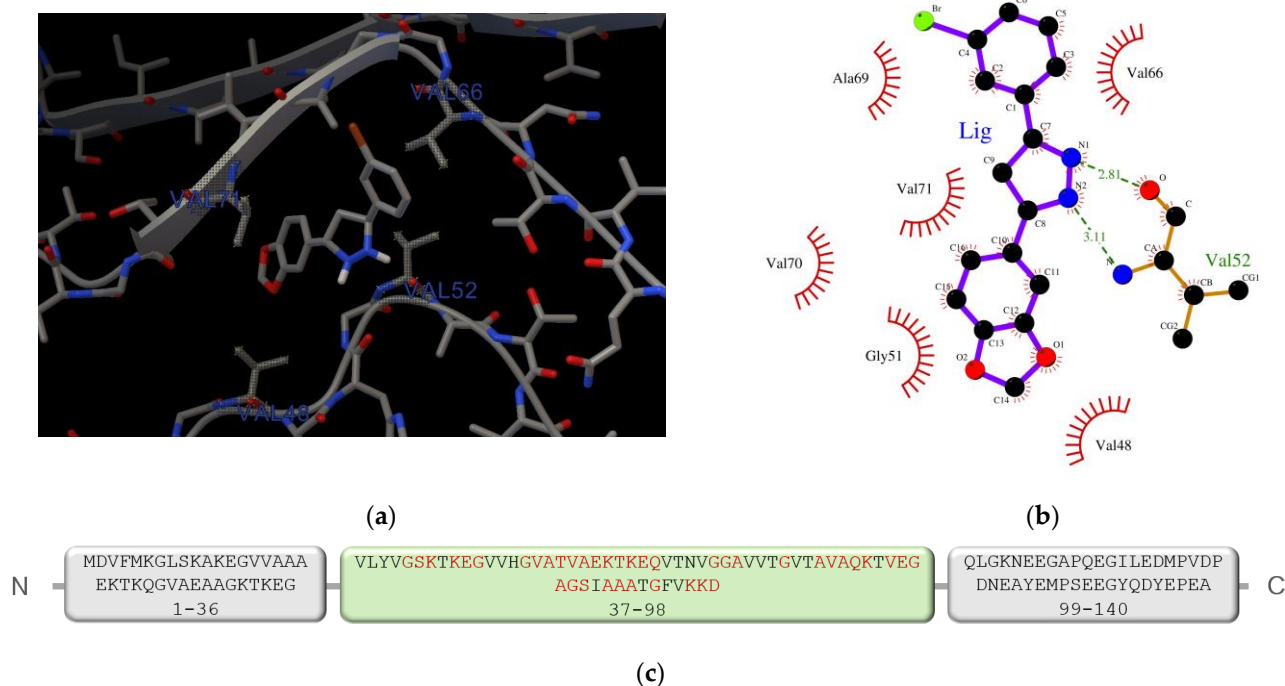 VAL66
VAL71
VAL52
VAL48
Br
C6
C5
C4
C3
C2
C1
Ala69
Val66
Lig
C7
N1
C9
N2
2.81
O
C
Val71
C8
3.11
Val52
C10
CA
N
CB
CG1
C16
C11
Val70
CG2
C15
C12
C13
O1
Gly51
O2
C14
Val48
(a)
(b)
N
MDVFMKGLSKAKEGVVAAA
EKTKQGVAEAAGKTKEG
1-36
VLYVGSKTKEGVVHGVATVAEKTKEQVTNVGGAVVTGVTAVAQKTVEG
AGSIAAATGFVKKD
37-98
QLGKNEEGAPQEGILEDMPVDP
DNEAYEMPSEEGYQDYEPEA
99-140
C
(c)